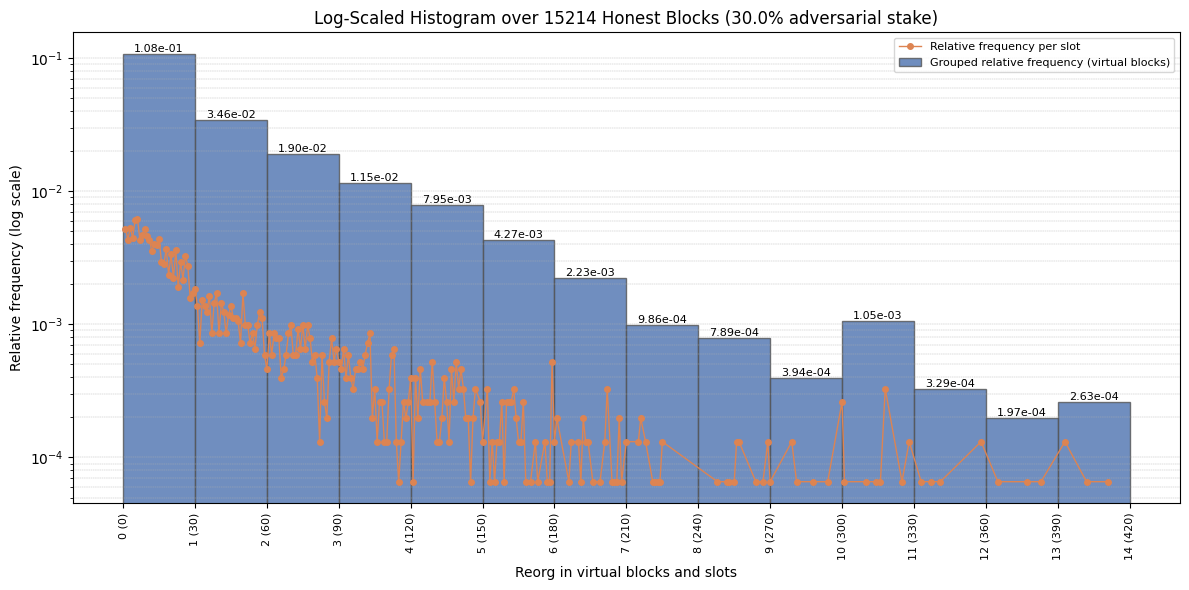 Log-Scaled Histogram over 15214 Honest Blocks (30.0% adversarial stake)
Relative frequency per slot
Grouped relative frequency (virtual blocks)
Relative frequency (log scale)
10⁻¹
10⁻²
10⁻³
10⁻⁴
1.08e-01
3.46e-02
1.90e-02
1.15e-02
7.95e-03
4.27e-03
2.23e-03
9.86e-04
7.89e-04
3.94e-04
1.05e-03
3.29e-04
1.97e-04
2.63e-04
0 (0)
1 (30)
2 (60)
3 (90)
4 (120)
5 (150)
6 (180)
7 (210)
8 (240)
9 (270)
10 (300)
11 (330)
12 (360)
13 (390)
14 (420)
Reorg in virtual blocks and slots